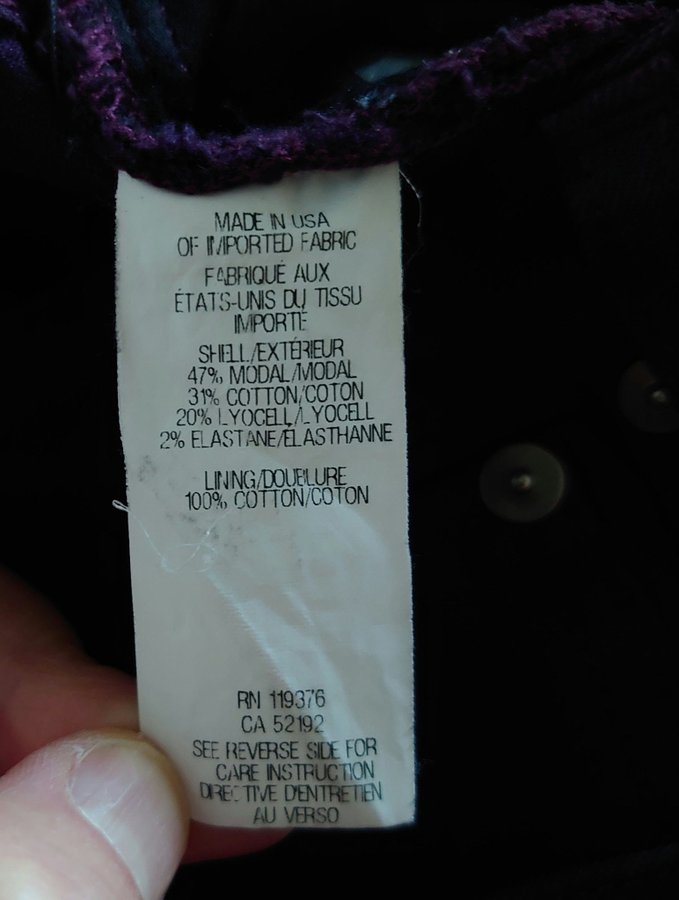 MADE IN USA
OF IMPORTED FABRIC
FABRIQUÉ AUX
ÉTATS-UNIS DU TISSU
IMPORTÉ
SHELL/EXTÉRIEUR
47% MODAL/MODAL
31% COTTON/COTON
20% LYOCELL/LYOCELL
2% ELASTANE/ÉLASTHANNE
LINING/DOUBLURE
100% COTTON/COTON
RN 119376
CA 52192
SEE REVERSE SIDE FOR
CARE INSTRUCTION
DIRECTIVE D'ENTRETIEN
AU VERSO